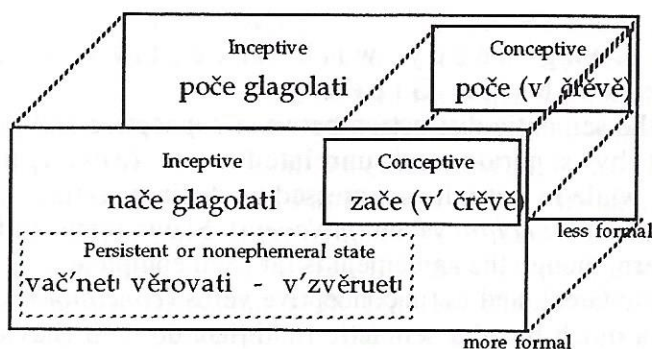 Inceptive
poče glagolati
Conceptive
poče (v′ črěvě)
Inceptive
nače glagolati
Conceptive
zače (v′ črěvě)
Persistent or nonephemeral state
vač′net′ věrovati - v′zvěruet′
less formal
more formal